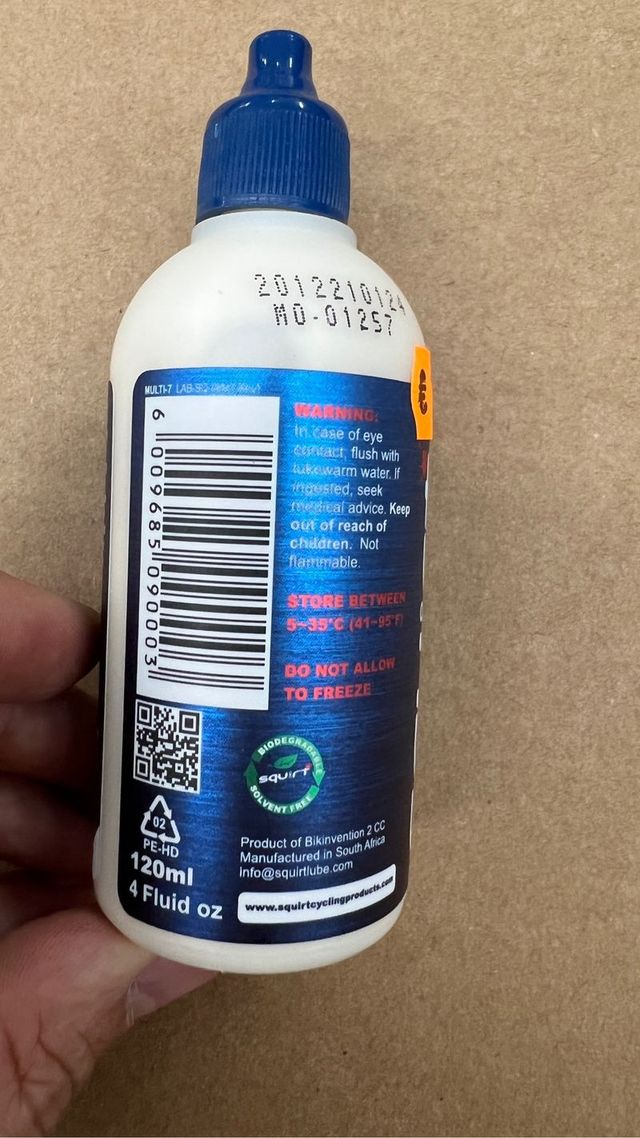 2012210124
MO-01257
MULTI-7
6 009685 090003
WARNING:
In case of eye
contact, flush with
lukewarm water. If
ingested, seek
medical advice. Keep
out of reach of
children. Not
flammable.
STORE BETWEEN
5-35°C (41-95°F)
DO NOT ALLOW
TO FREEZE
BIODEGRADABLE
squirt
SOLVENT FREE
02
PE-HD
120ml
4 Fluid oz
Product of Bikinvention 2 CC
Manufactured in South Africa
info@squirtlube.com
www.squirtcyclingproducts.com